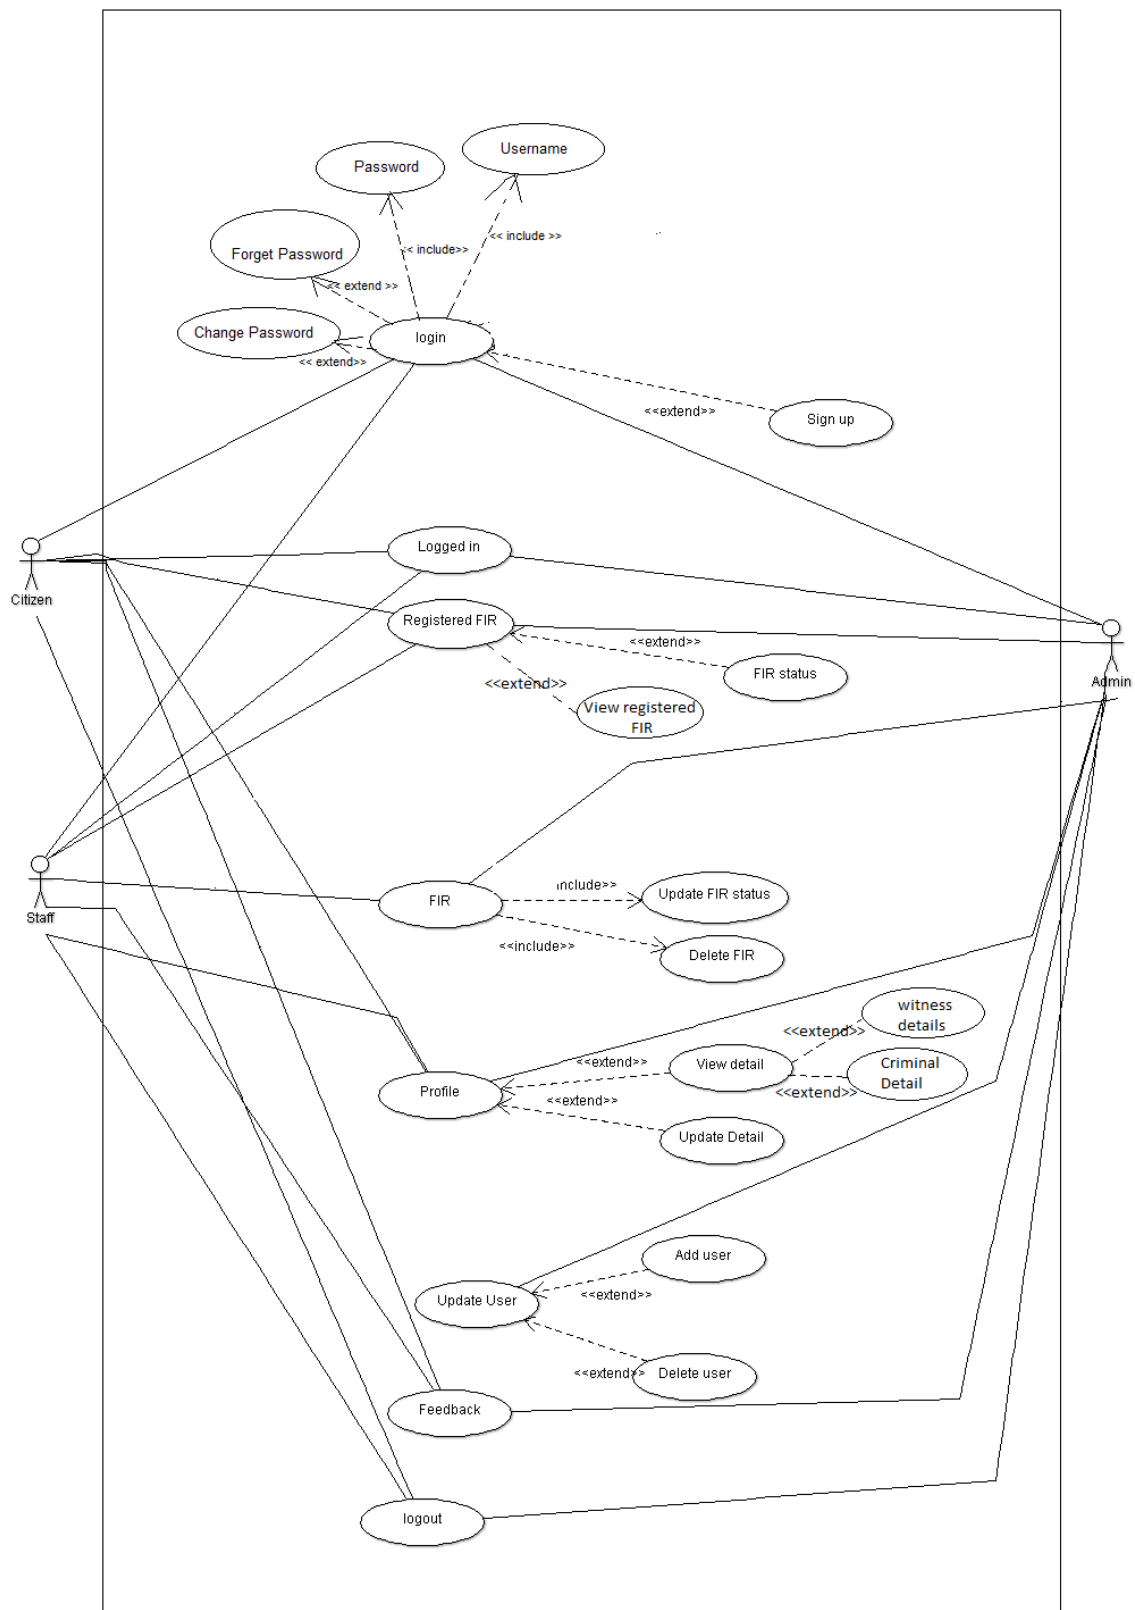 Username
Password
<< include>>
<< include >>
Forget Password
<< extend >>
Change Password
login
<< extend>>
<<extend>>
Sign up
Logged in
Citizen
Registered FIR
<<extend>>
FIR status
Admin
<<extend>>
View registered
FIR
include>>
Update FIR status
FIR
Staff
<<include>>
Delete FIR
witness
details
<<extend>>
<<extend>>
View detail
Criminal
Detail
Profile
<<extend>>
<<extend>>
Update Detail
Add user
Update User
<<extend>>
<<extend>>
Delete user
Feedback
logout